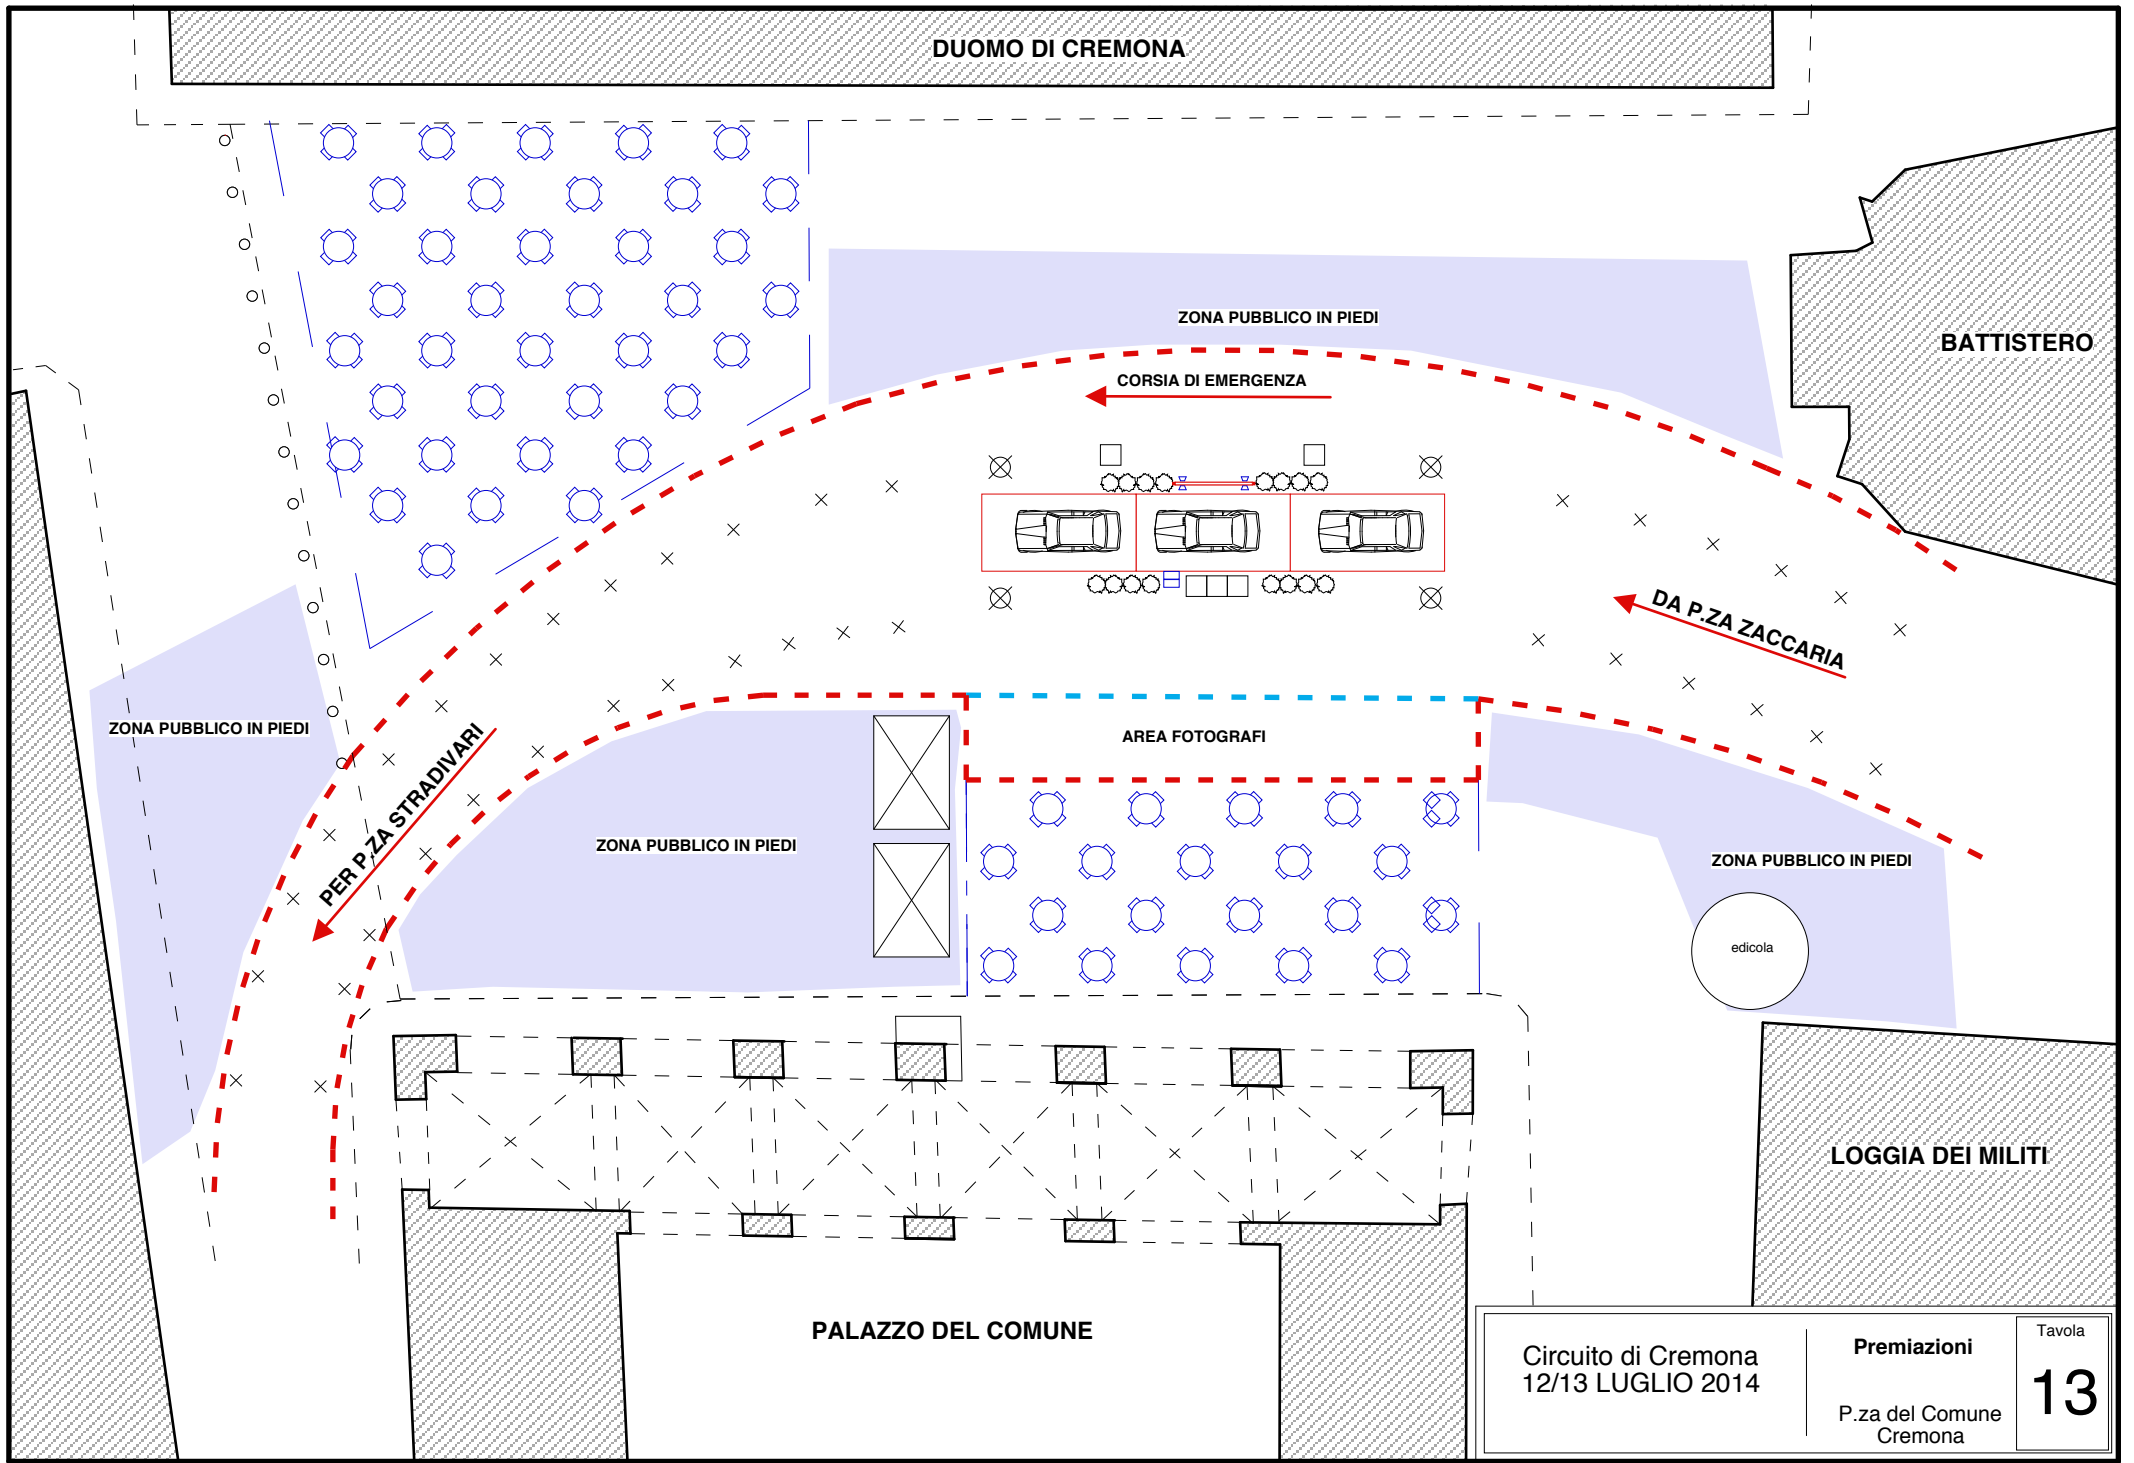 DUOMO DI CREMONA
ZONA PUBBLICO IN PIEDI
BATTISTERO
CORSIA DI EMERGENZA
DA P.ZA ZACCARIA
ZONA PUBBLICO IN PIEDI
PER P.ZA STRADIVARI
AREA FOTOGRAFI
ZONA PUBBLICO IN PIEDI
ZONA PUBBLICO IN PIEDI
edicola
LOGGIA DEI MILITI
PALAZZO DEL COMUNE
Circuito di Cremona
12/13 LUGLIO 2014
Premiazioni
P.za del Comune
Cremona
Tavola
13